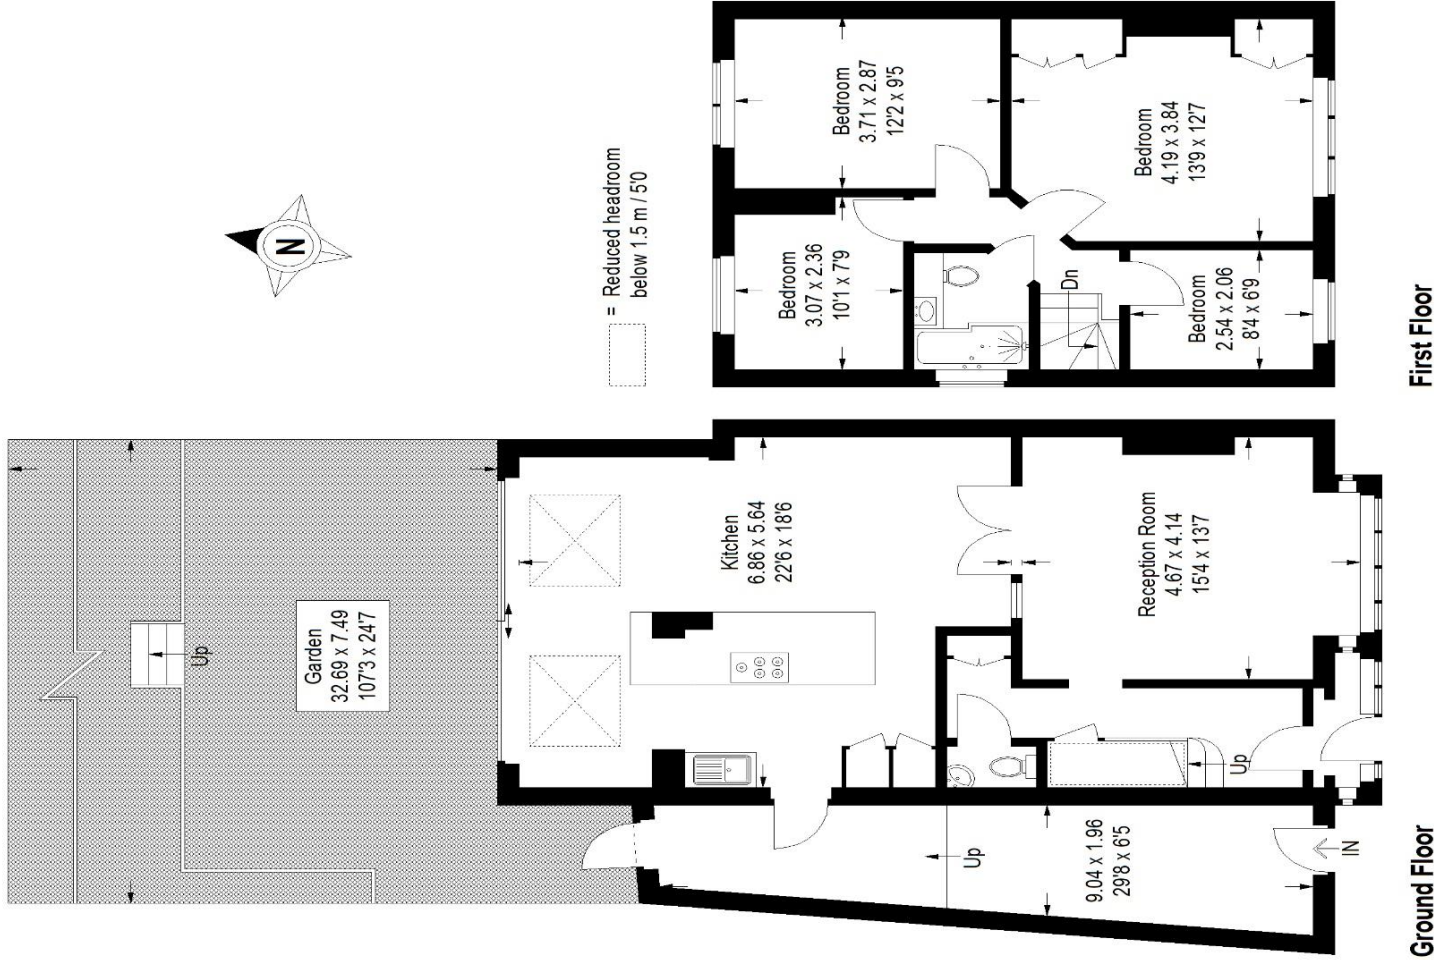 N
= Reduced headroom
below 1.5 m / 5'0
Garden
32.69 x 7.49
107'3 x 24'7
Up
Kitchen
6.86 x 5.64
22'6 x 18'6
Reception Room
4.67 x 4.14
15'4 x 13'7
Up
Up
9.04 x 1.96
29'8 x 6'5
IN
Ground Floor
Bedroom
3.71 x 2.87
12'2 x 9'5
Bedroom
4.19 x 3.84
13'9 x 12'7
Bedroom
3.07 x 2.36
10'1 x 7'9
Dn
Bedroom
2.54 x 2.06
8'4 x 6'9
First Floor